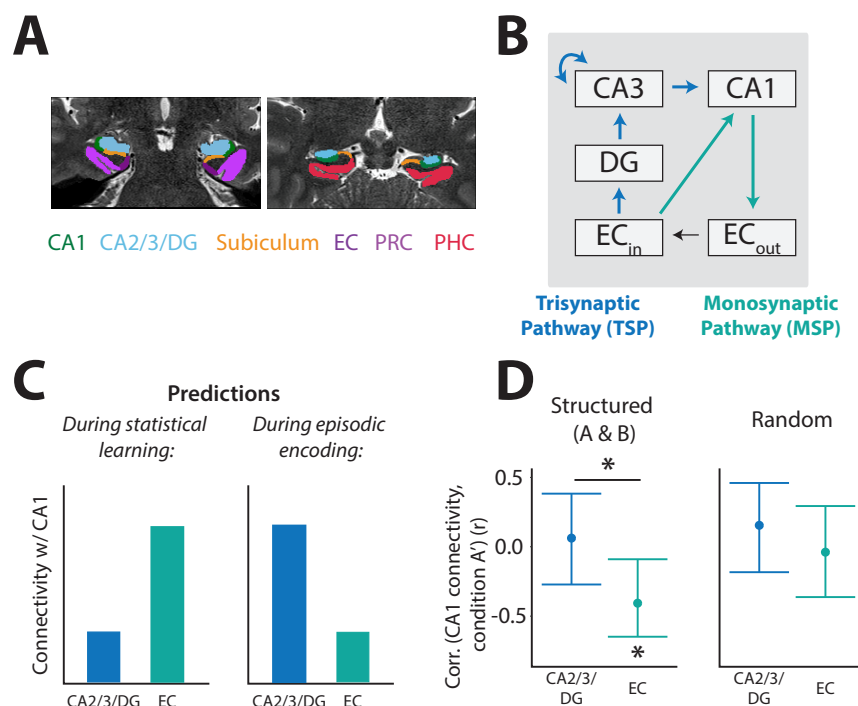 A
CA1 CA2/3/DG Subiculum EC PRC PHC
B
CA3
CA1
DG
ECin
ECout
Trisynaptic
Pathway (TSP)
Monosynaptic
Pathway (MSP)
C
Predictions
During statistical
learning:
During episodic
encoding:
Connectivity w/ CA1
CA2/3/DG EC
CA2/3/DG EC
D
Structured
(A & B)
Random
Corr. (CA1 connectivity,
condition A') (r)
*
0.5
0.0
-0.5
*
CA2/3/
DG
EC
CA2/3/
DG
EC